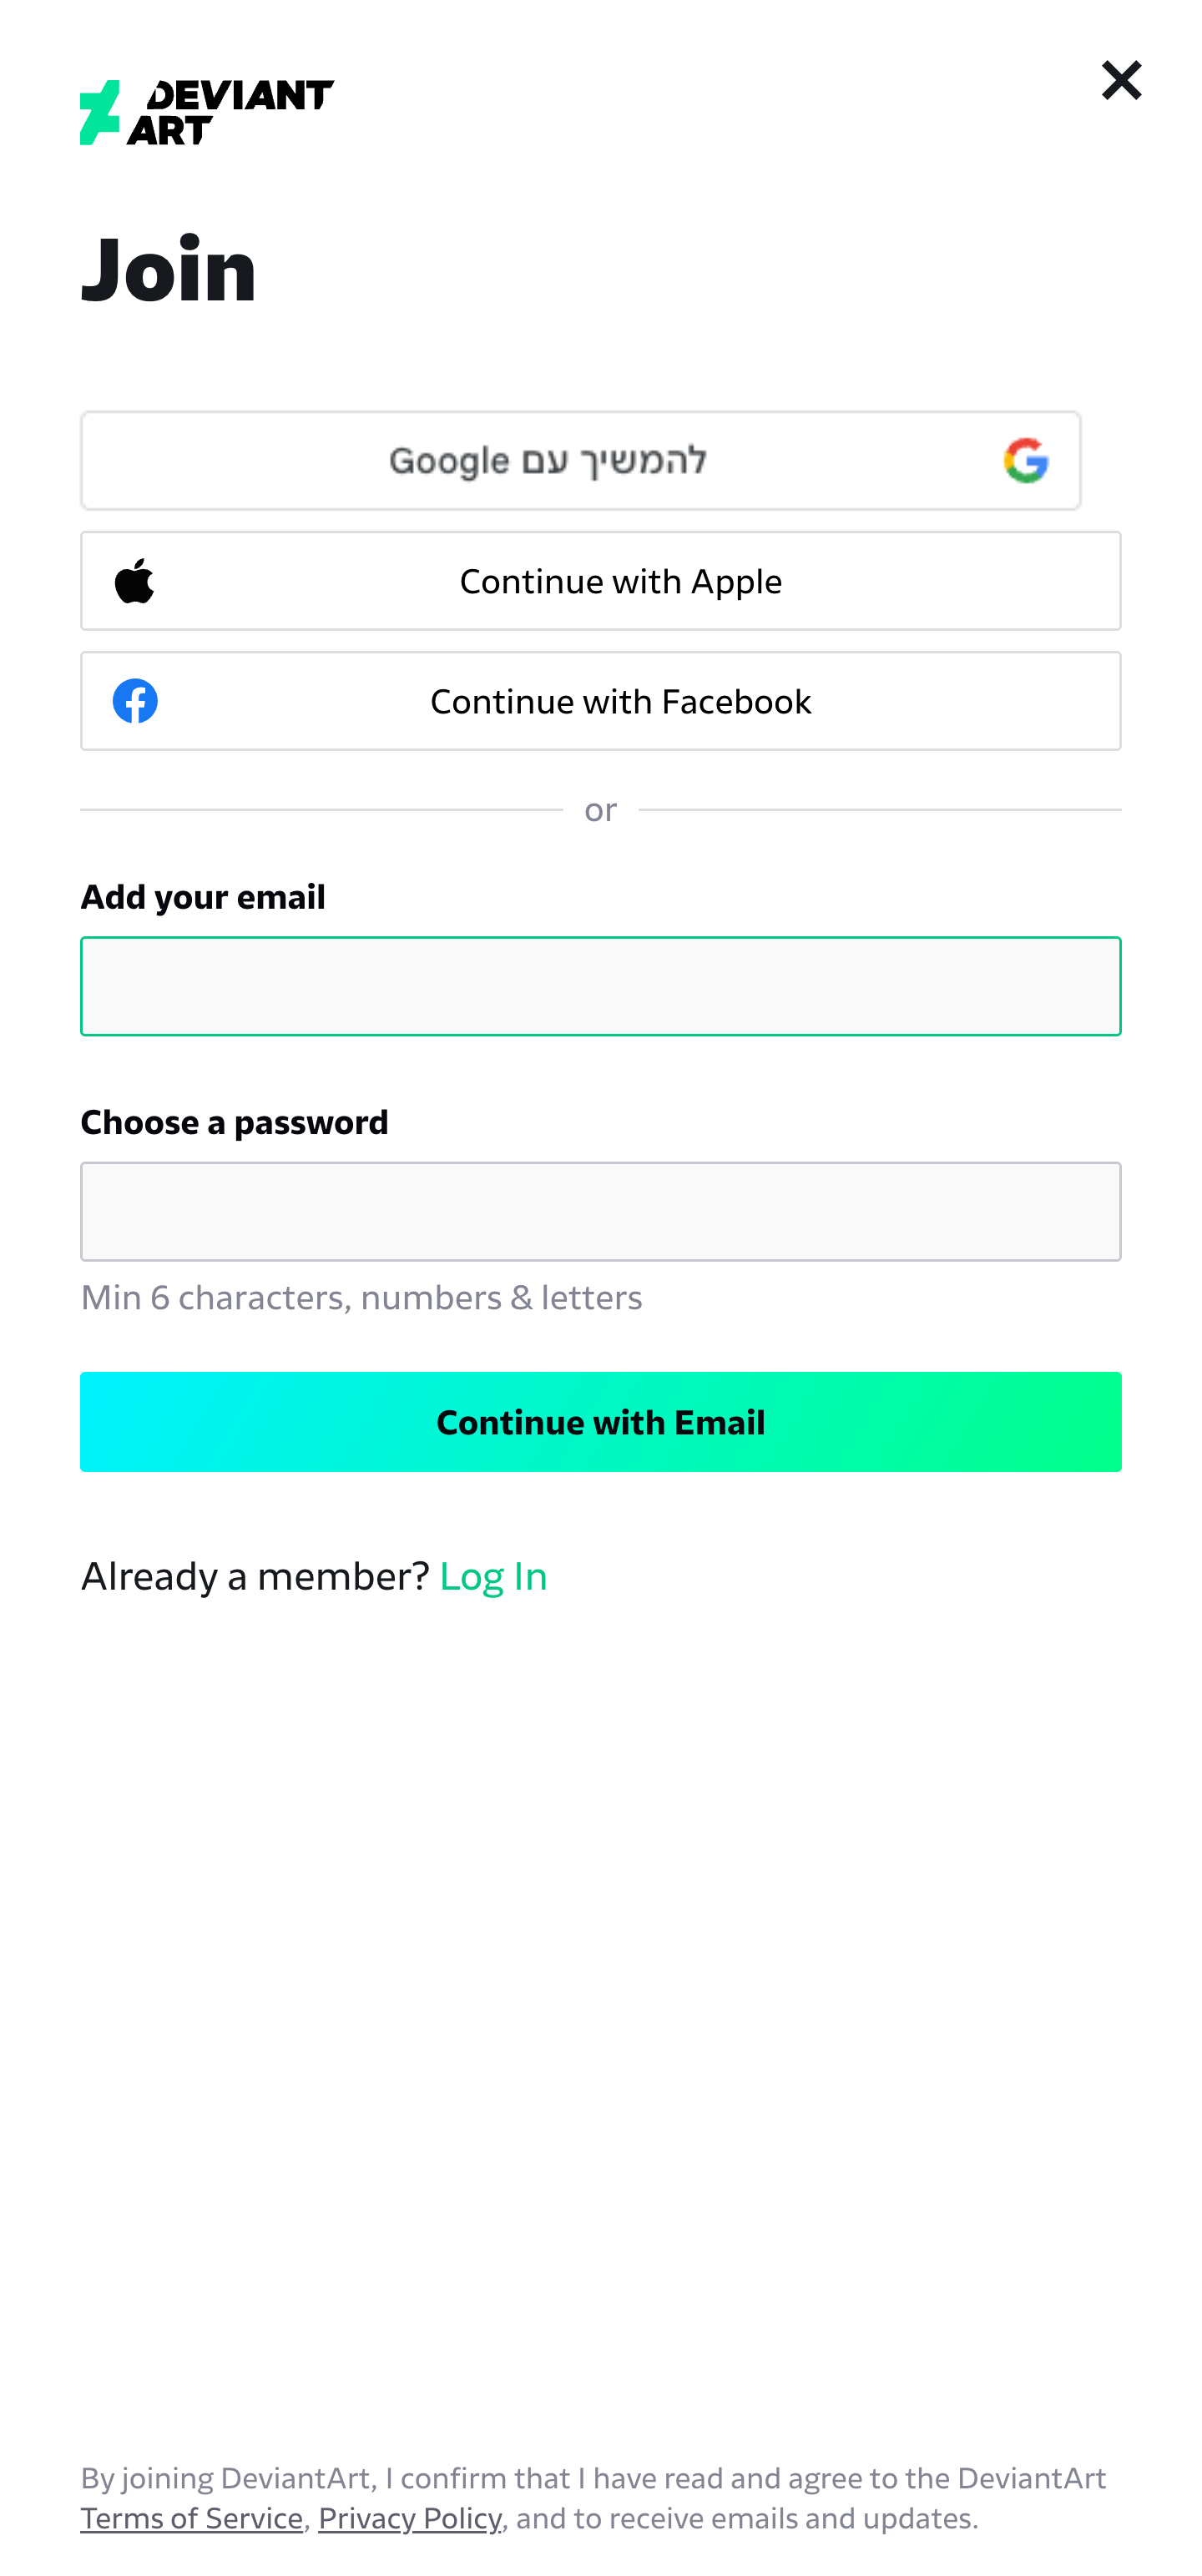 DEVIANT
ART
Join
להמשיך עם Google
Continue with Apple
Continue with Facebook
or
Add your email
Choose a password
Min 6 characters, numbers & letters
Continue with Email
Already a member? Log In
By joining DeviantArt, I confirm that I have read and agree to the DeviantArt
Terms of Service, Privacy Policy, and to receive emails and updates.